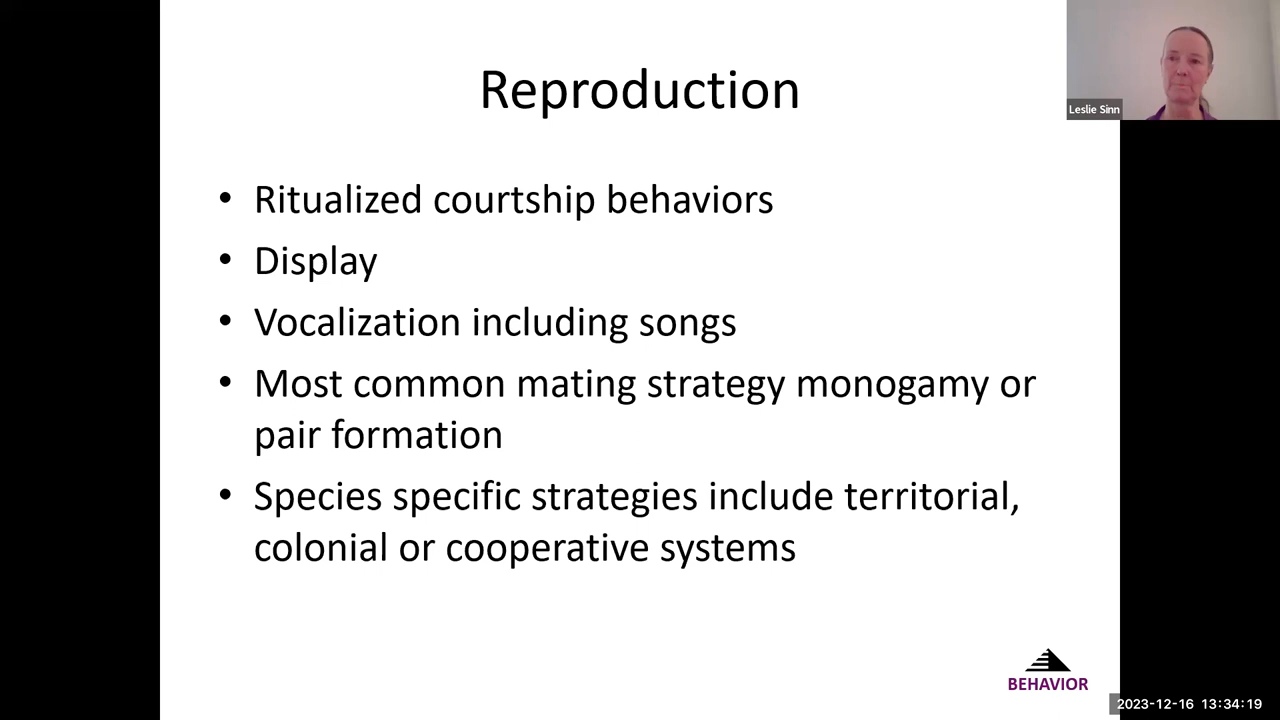 Reproduction
Leslie Sinn
• Ritualized courtship behaviors
• Display
• Vocalization including songs
• Most common mating strategy monogamy or
pair formation
• Species specific strategies include territorial,
colonial or cooperative systems
BEHAVIOR
2023-12-16 13:34:19